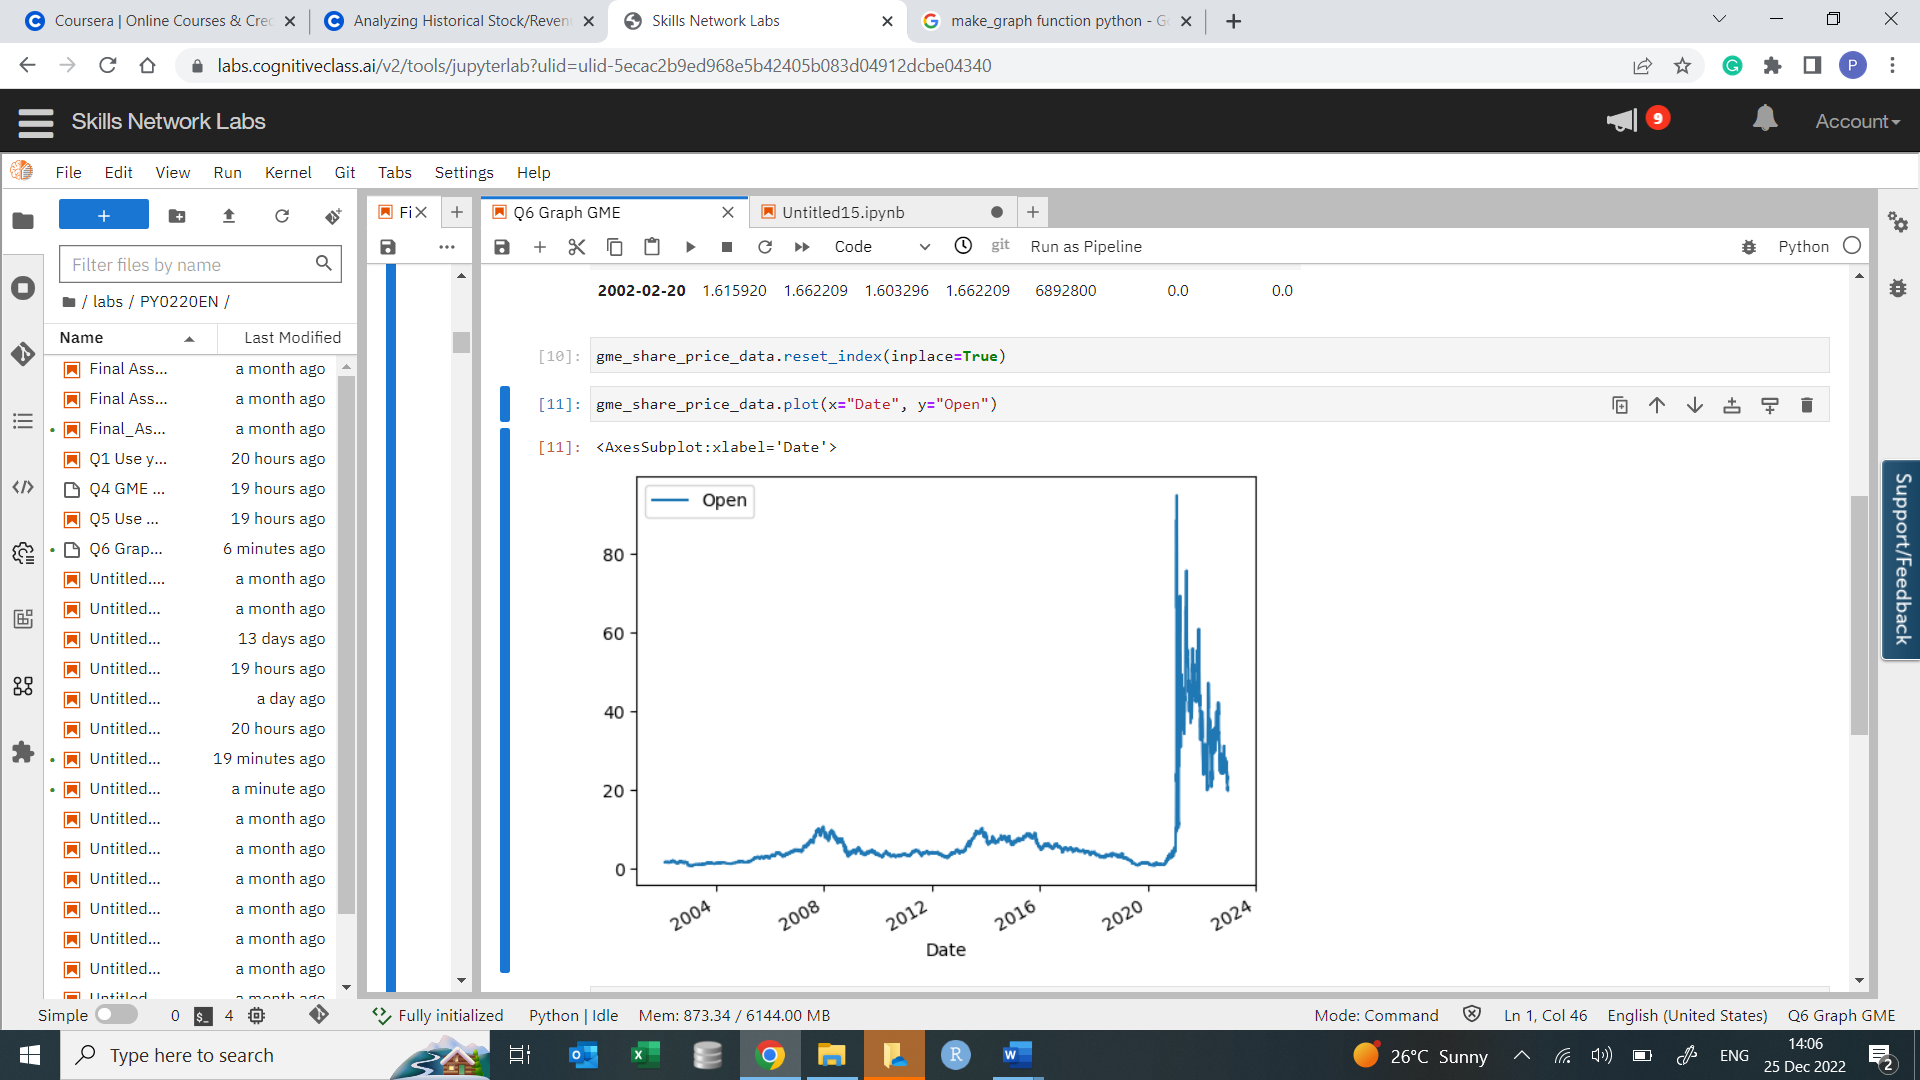 Coursera | Online Courses & Cre
Analyzing Historical Stock/Reven
Skills Network Labs
make_graph function python - G
labs.cognitiveclass.ai/v2/tools/jupyterlab?ulid=ulid-5ecac2b9ed968e5b42405b083d04912dcbe04340
P
Skills Network Labs
9
Account
File Edit View Run Kernel Git Tabs Settings Help
Fi
Q6 Graph GME
Untitled15.ipynb
Code
git
Run as Pipeline
Python
Filter files by name
/ labs / PY0220EN /
Name Last Modified
Final Ass... a month ago
Final Ass... a month ago
Final_As... a month ago
Q1 Use y... 20 hours ago
Q4 GME ... 19 hours ago
Q5 Use ... 19 hours ago
Q6 Grap... 6 minutes ago
Untitled.... a month ago
Untitled... a month ago
Untitled... 13 days ago
Untitled... 19 hours ago
Untitled... a day ago
Untitled... 20 hours ago
Untitled... 19 minutes ago
Untitled... a minute ago
Untitled... a month ago
Untitled... a month ago
Untitled... a month ago
Untitled... a month ago
Untitled... a month ago
Untitled... a month ago
Untitled a month ago
2002-02-20 1.615920 1.662209 1.603296 1.662209 6892800 0.0 0.0
[10]: gme_share_price_data.reset_index(inplace=True)
[11]: gme_share_price_data.plot(x="Date", y="Open")
[11]: <AxesSubplot:xlabel='Date'>
Open
80
60
40
20
0
2004 2008 2012 2016 2020 2024
Date
Support/Feedback
Simple 0 $_ 4
Fully initialized
Python | Idle
Mem: 873.34 / 6144.00 MB
Mode: Command
Ln 1, Col 46
English (United States)
Q6 Graph GME
Type here to search
26°C Sunny
ENG
14:06
25 Dec 2022
2